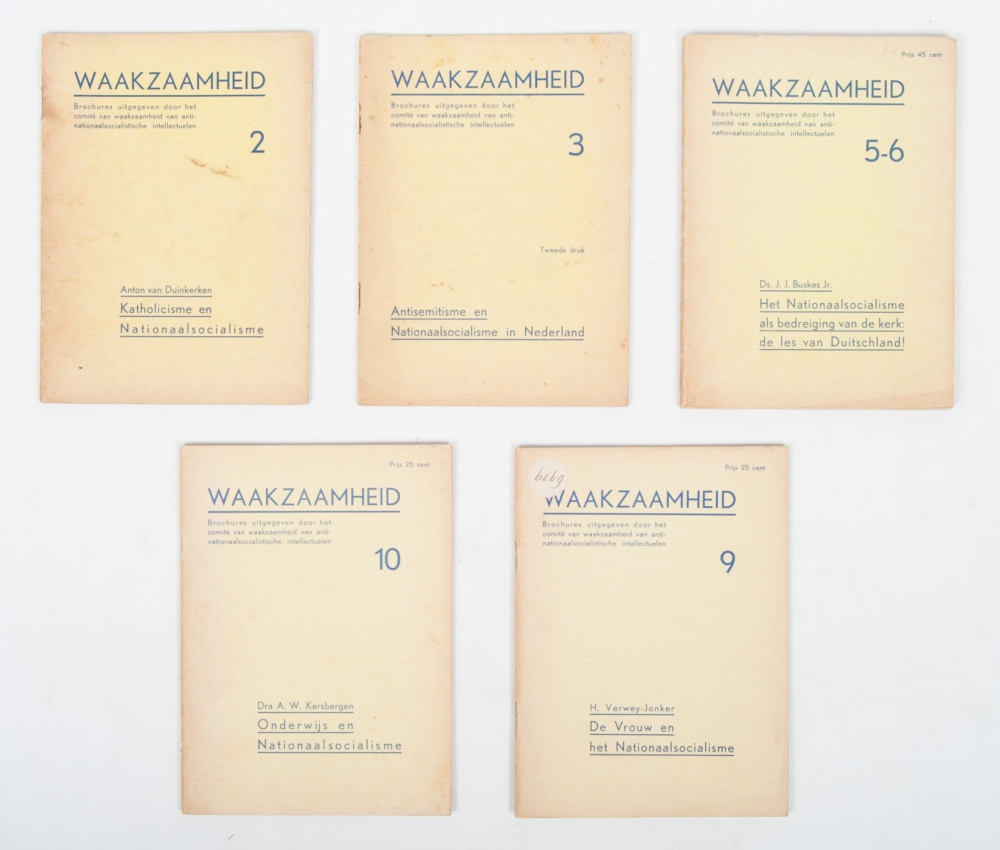 WAAKZAAMHEID
Brochures uitgegeven door het
comité van waakzaamheid van anti-
nationaalsocialistische intellectuelen
2
Anton van Duinkerken
Katholicisme en
Nationaalsocialisme
WAAKZAAMHEID
Brochures uitgegeven door het
comité van waakzaamheid van anti-
nationaalsocialistische intellectuelen
3
Tweede druk
Antisemitisme en
Nationaalsocialisme in Nederland
Prijs 45 cent
WAAKZAAMHEID
Brochures uitgegeven door het
comité van waakzaamheid van anti-
nationaalsocialistische intellectuelen
5-6
Ds. J. J. Buskes Jr.
Het Nationaalsocialisme
als bedreiging van de kerk:
de les van Duitschland!
Prijs 25 cent
WAAKZAAMHEID
Brochures uitgegeven door het
comité van waakzaamheid van anti-
nationaalsocialistische intellectuelen
10
Dra A. W. Kersbergen
Onderwijs en
Nationaalsocialisme
Prijs 25 cent
WAAKZAAMHEID
Brochures uitgegeven door het
comité van waakzaamheid van anti-
nationaalsocialistische intellectuelen
9
H. Verwey-Jonker
De Vrouw en
het Nationaalsocialisme